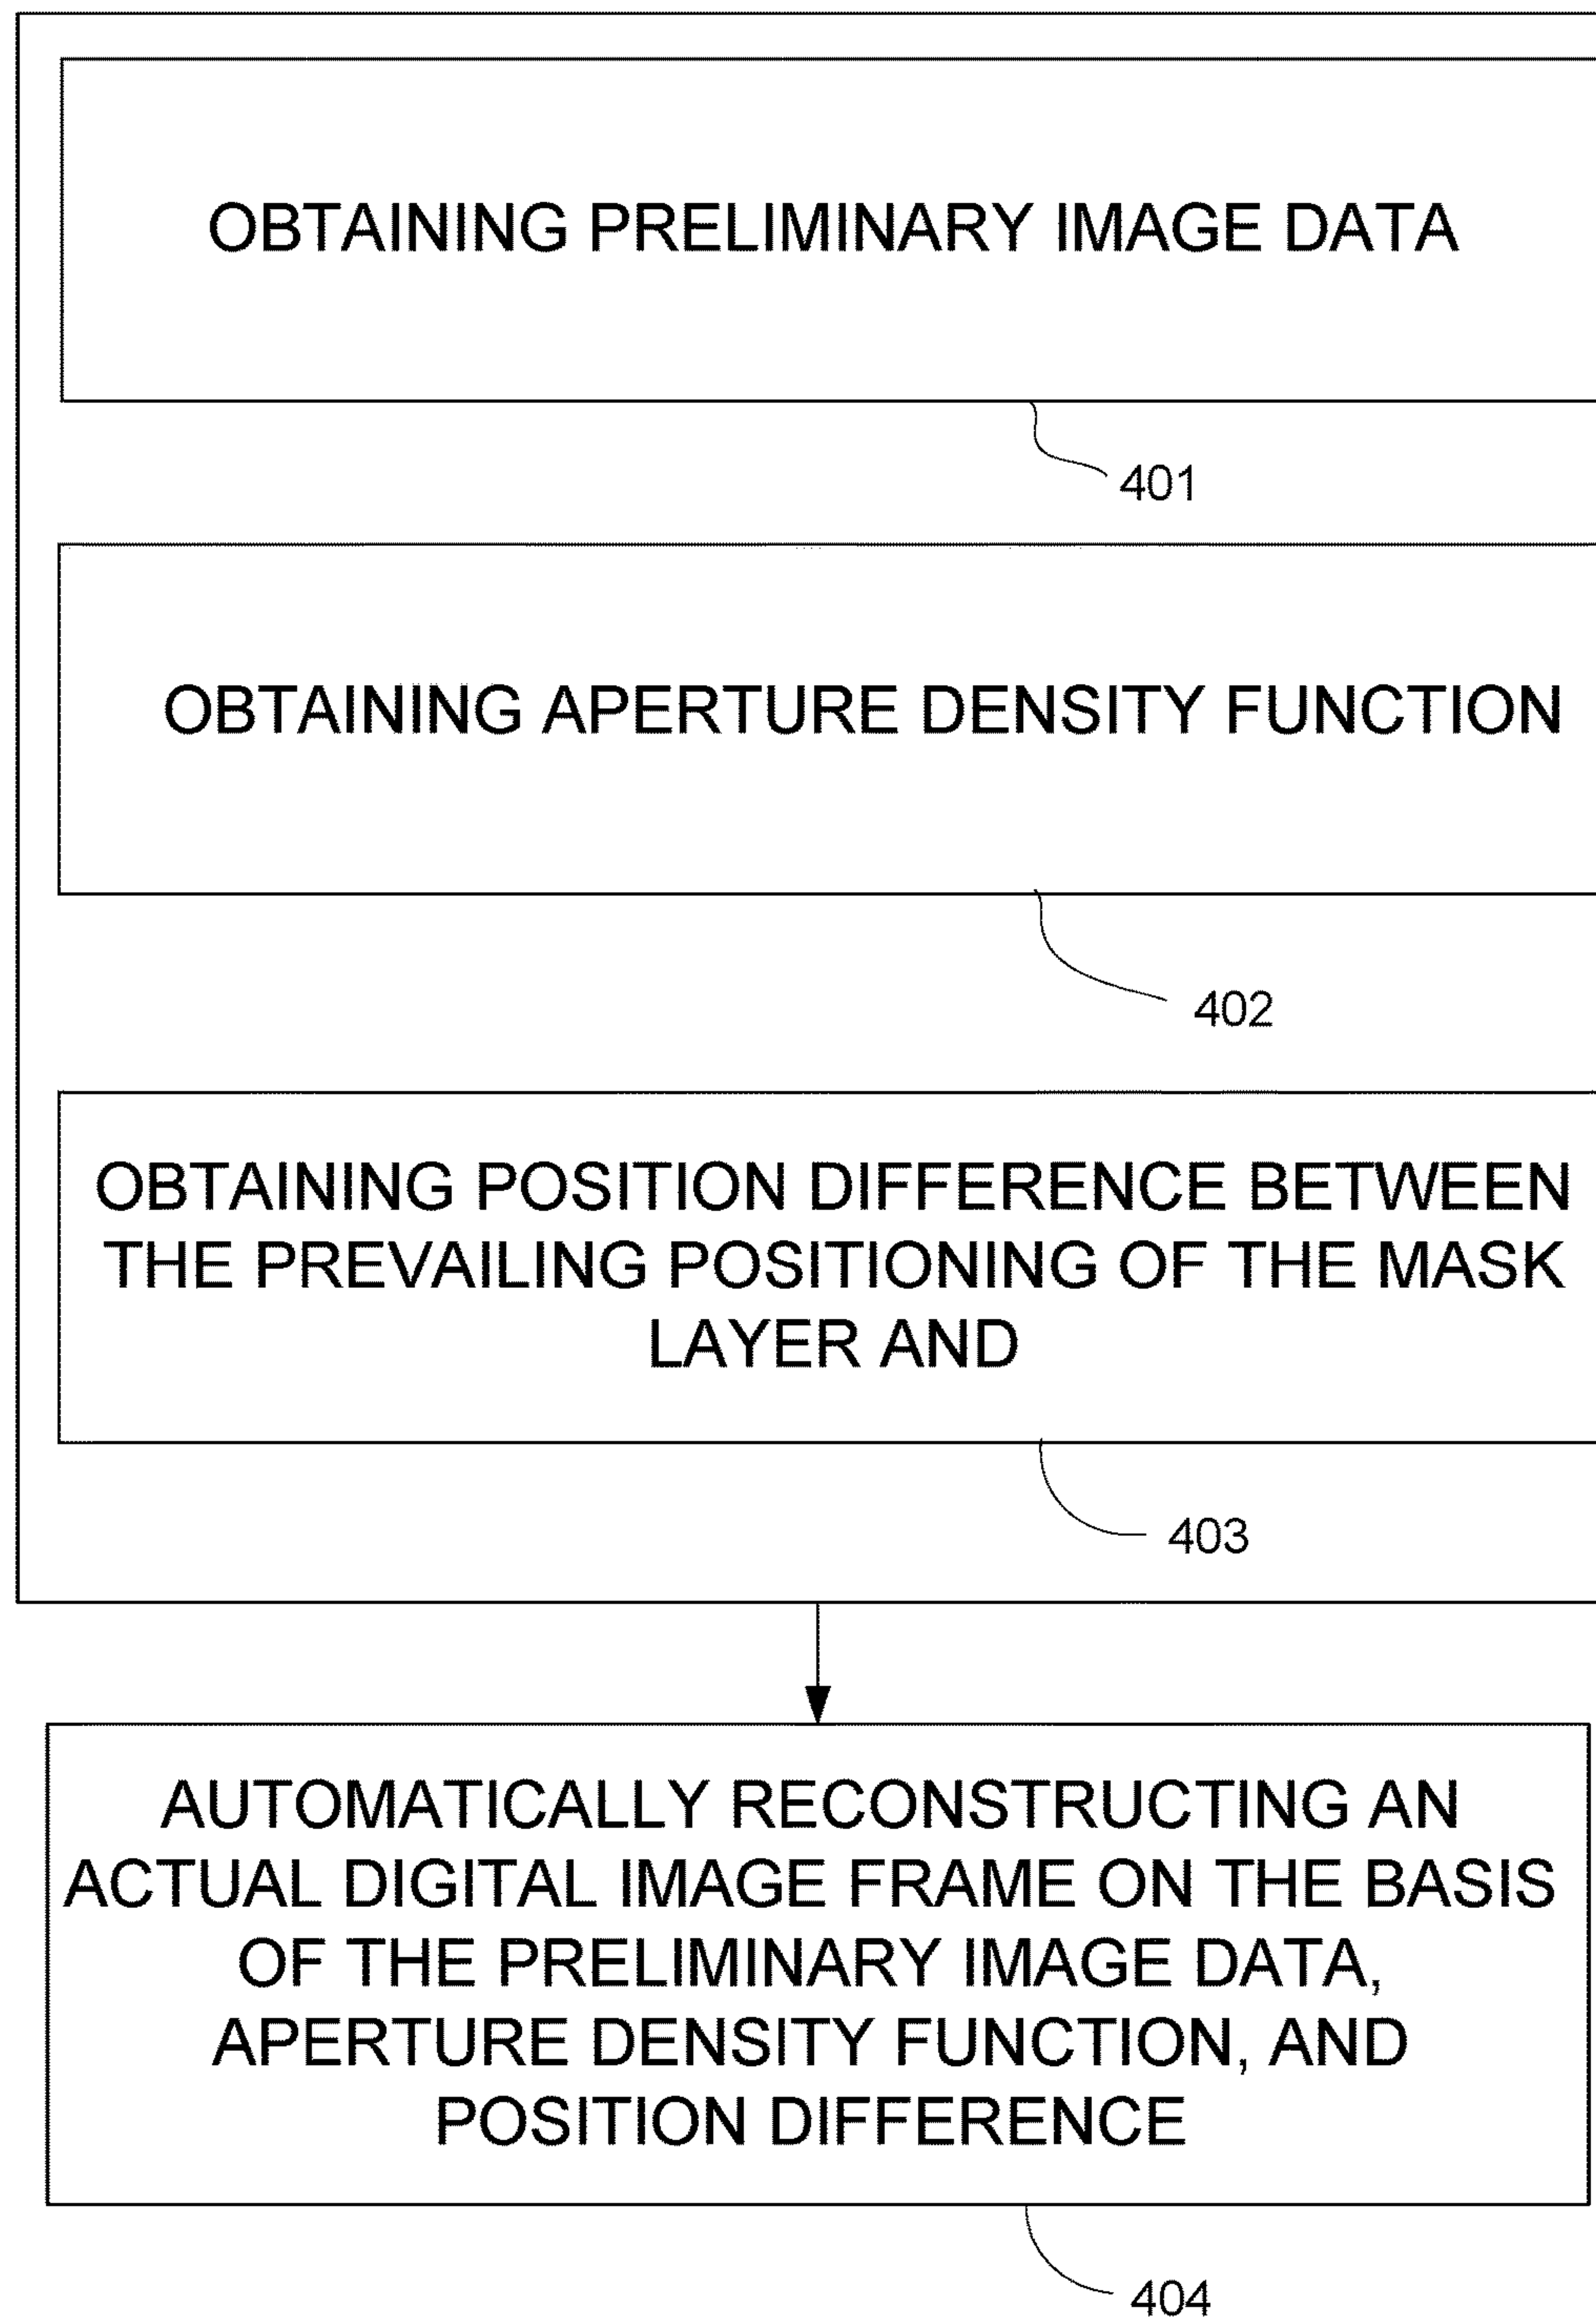 OBTAINING PRELIMINARY IMAGE DATA
401
OBTAINING APERTURE DENSITY FUNCTION
402
OBTAINING POSITION DIFFERENCE BETWEEN
THE PREVAILING POSITIONING OF THE MASK
LAYER AND
403
AUTOMATICALLY RECONSTRUCTING AN
ACTUAL DIGITAL IMAGE FRAME ON THE BASIS
OF THE PRELIMINARY IMAGE DATA,
APERTURE DENSITY FUNCTION, AND
POSITION DIFFERENCE
404